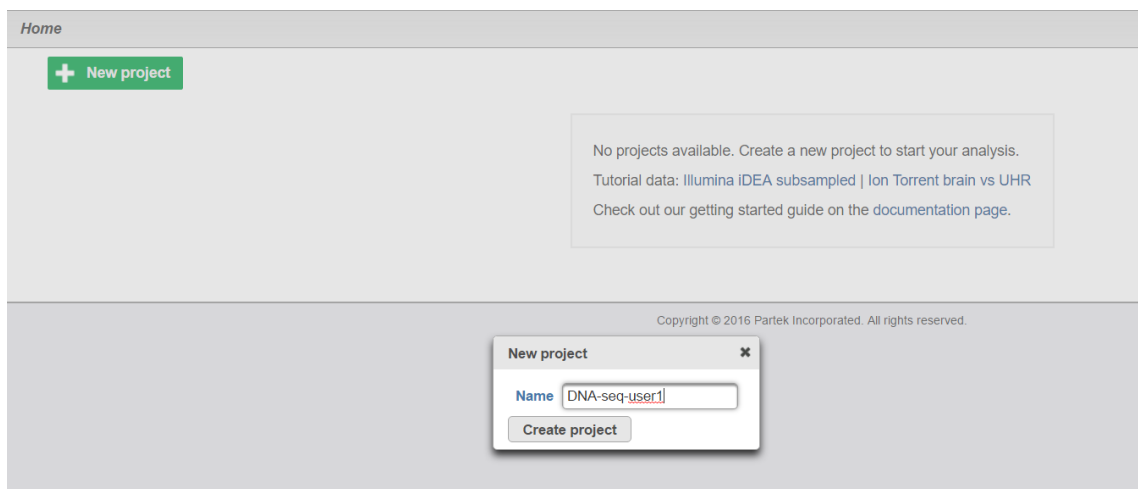 Home
New project
No projects available. Create a new project to start your analysis.
Tutorial data: Illumina iDEA subsampled | Ion Torrent brain vs UHR
Check out our getting started guide on the documentation page.
Copyright © 2016 Partek Incorporated. All rights reserved.
New project
Name DNA-seq-user1
Create project